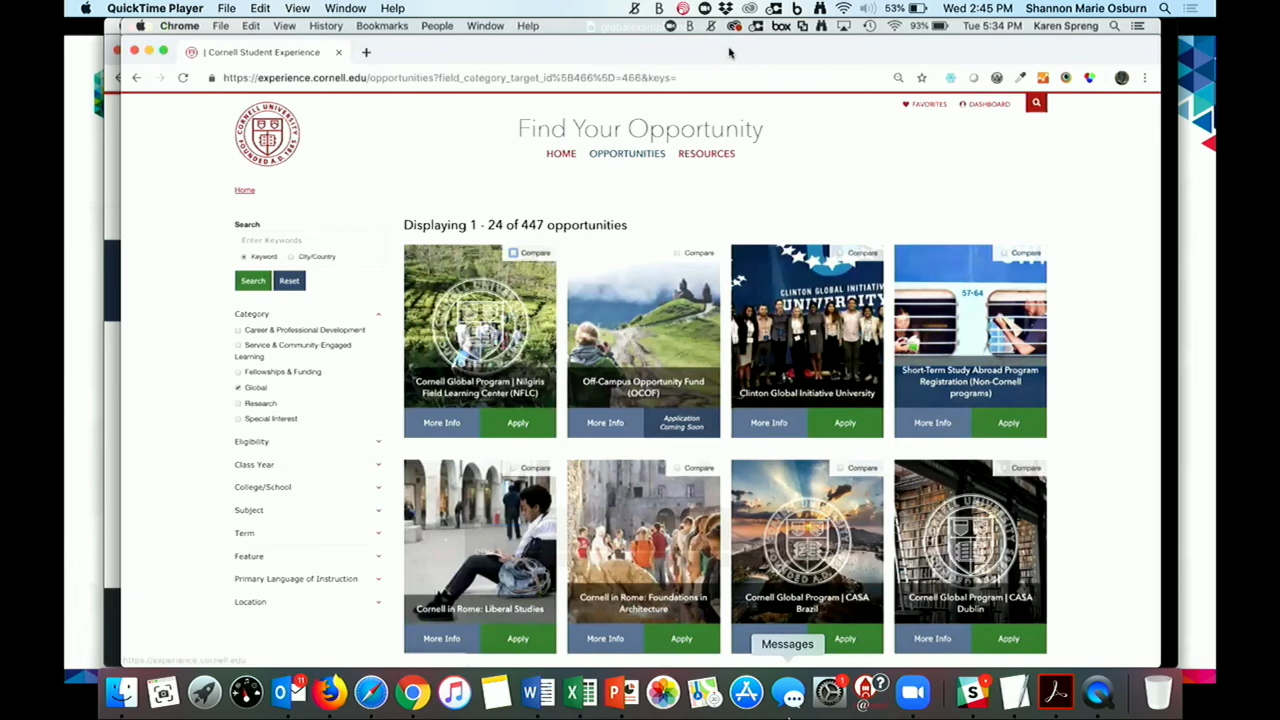 QuickTime Player File Edit View Window Help 53% Wed 2:45 PM Shannon Marie Osburn
Chrome File Edit View History Bookmarks People Window Help box 93% Tue 5:34 PM Karen Spreng
| Cornell Student Experience
https://experience.cornell.edu/opportunities?field_category_target_id%5B466%5D=466&keys=
FAVORITES DASHBOARD
Find Your Opportunity
HOME OPPORTUNITIES RESOURCES
Home
Search
Enter Keywords
Keyword City/Country
Search Reset
Category
Career & Professional Development
Service & Community-Engaged
Learning
Fellowships & Funding
Global
Research
Special Interest
Eligibility
Class Year
College/School
Subject
Term
Feature
Primary Language of Instruction
Location
Displaying 1 - 24 of 447 opportunities
Compare
Cornell Global Program | Nilgiris
Field Learning Center (NFLC)
More Info Apply
Compare
Off-Campus Opportunity Fund
(OCOF)
More Info Application
Coming Soon
Compare
CLINTON GLOBAL INITIATIVE
UNIVERSITY
Clinton Global Initiative University
More Info Apply
Compare
57-64
Short-Term Study Abroad Program
Registration (Non-Cornell
programs)
More Info Apply
Compare
Cornell in Rome: Liberal Studies
More Info Apply
Compare
Cornell in Rome: Foundations in
Architecture
More Info Apply
Compare
Cornell Global Program | CASA
Brazil
More Info Apply
Compare
Cornell Global Program | CASA
Dublin
More Info Apply
Messages
https://experience.cornell.edu
11
1